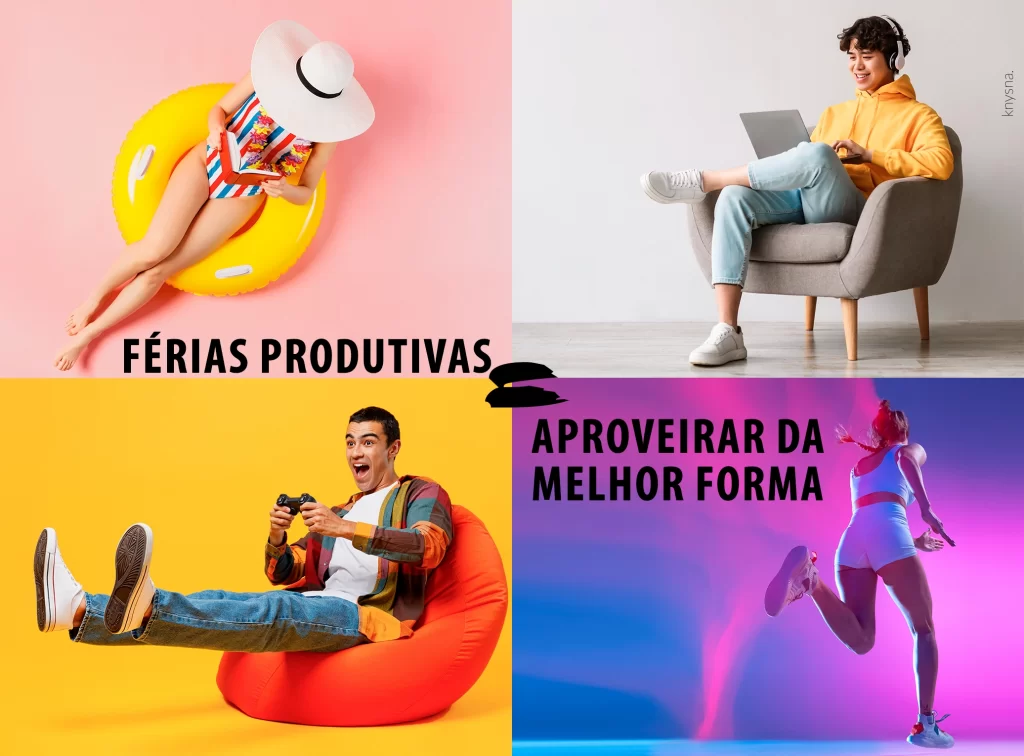 knysna.
FÉRIAS PRODUTIVAS
=
APROVEIRAR DA
MELHOR FORMA